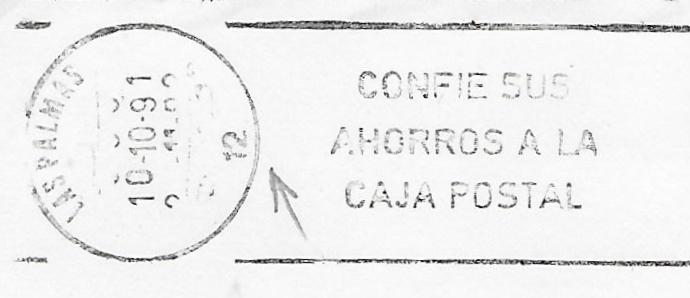 LAS PALMAS
10-10-91
12
CONFIE SUS
AHORROS A LA
CAJA POSTAL